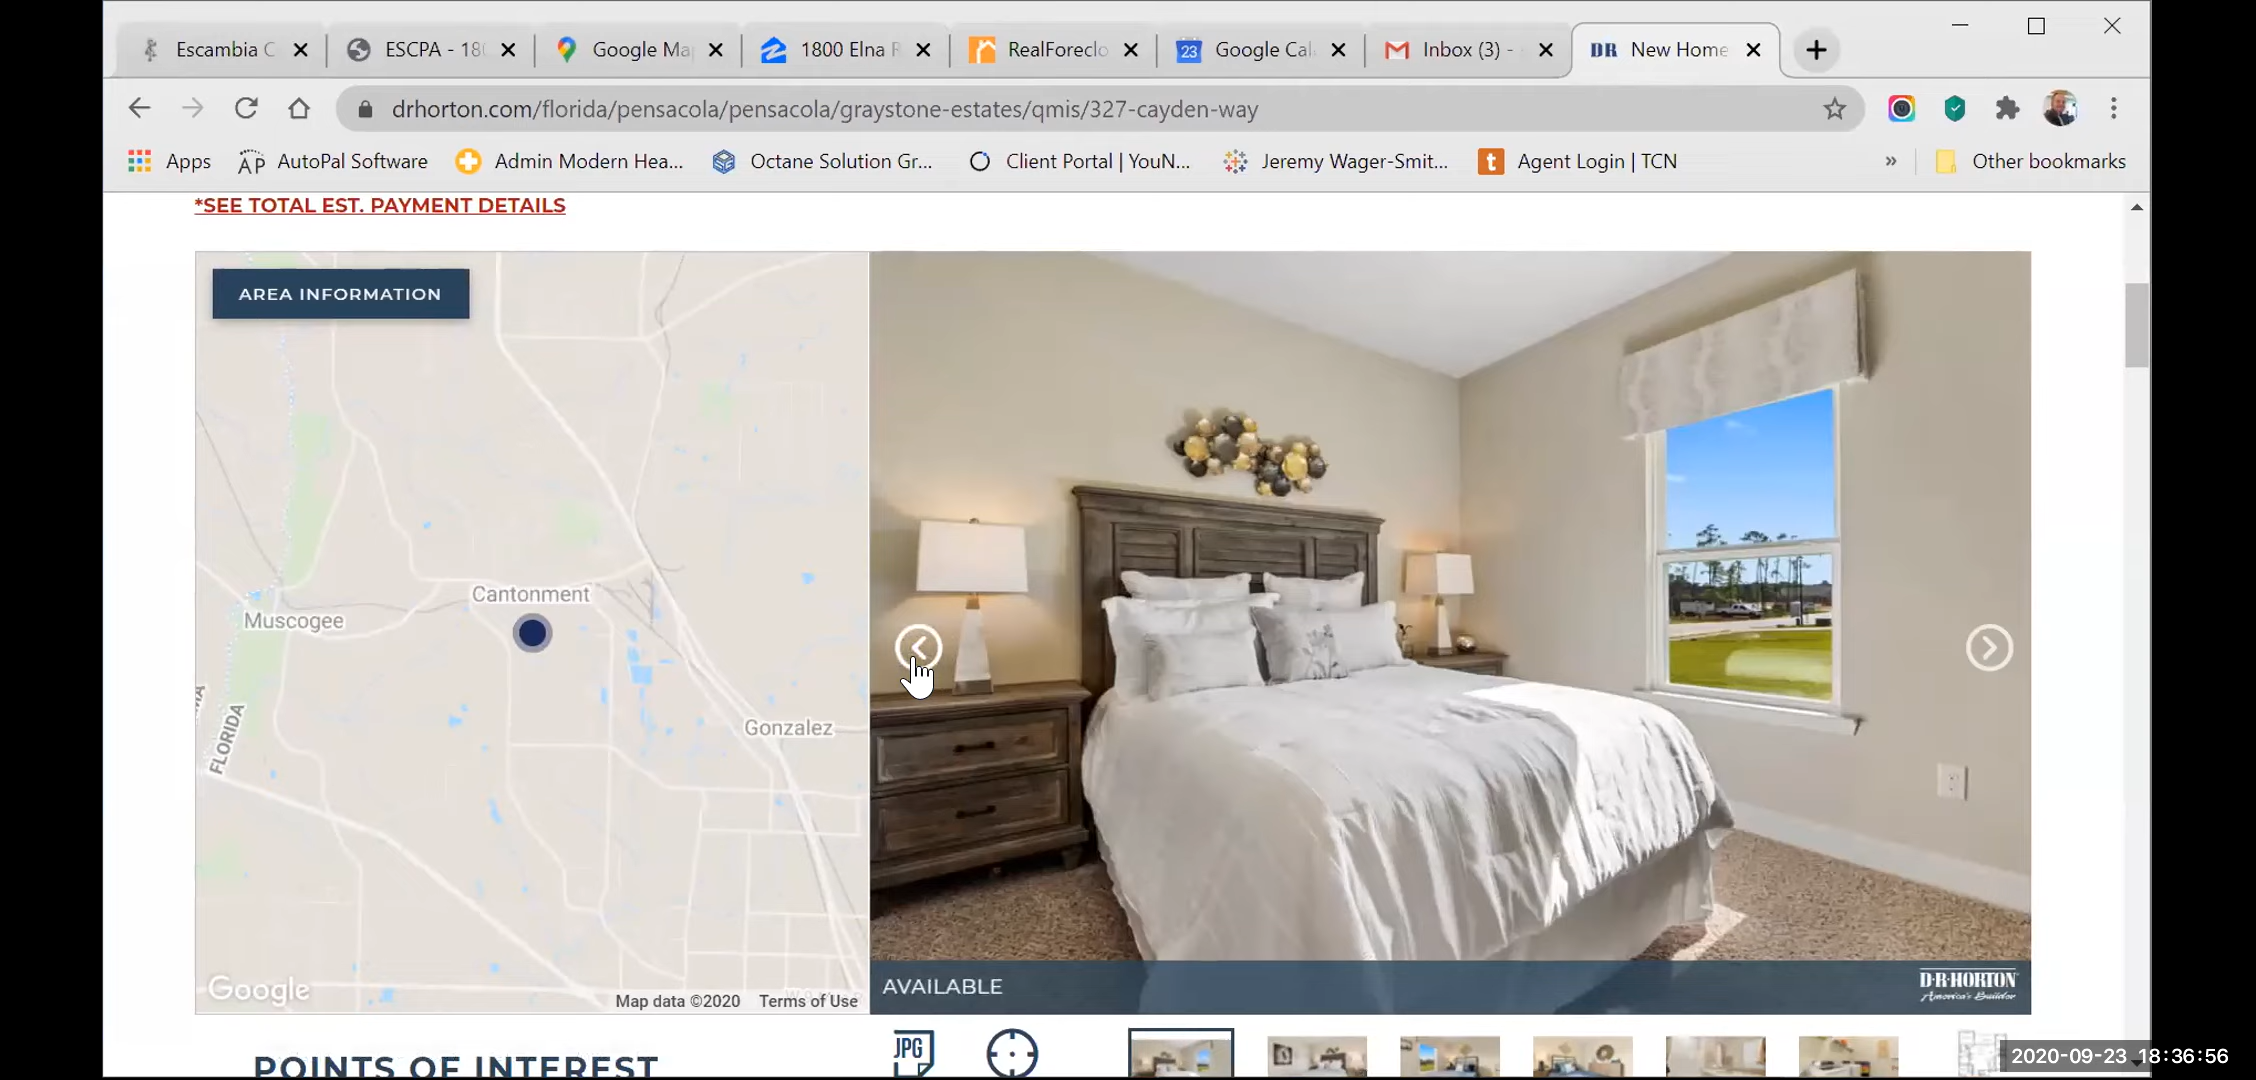 Escambia C
ESCPA - 180
Google Ma
1800 Elna R
RealForeclo
23
Google Cal
Inbox (3) -
DR New Home
drhorton.com/florida/pensacola/pensacola/graystone-estates/qmis/327-cayden-way
Apps
AP AutoPal Software
Admin Modern Hea...
Octane Solution Gr...
Client Portal | YouN...
Jeremy Wager-Smit...
t Agent Login | TCN
»
Other bookmarks
*SEE TOTAL EST. PAYMENT DETAILS
AREA INFORMATION
Cantonment
Muscogee
FLORIDA
Gonzalez
Google
Map data ©2020 Terms of Use
AVAILABLE
D·R·HORTON
America's Builder
POINTS OF INTEREST
JPG
2020-09-23 18:36:56